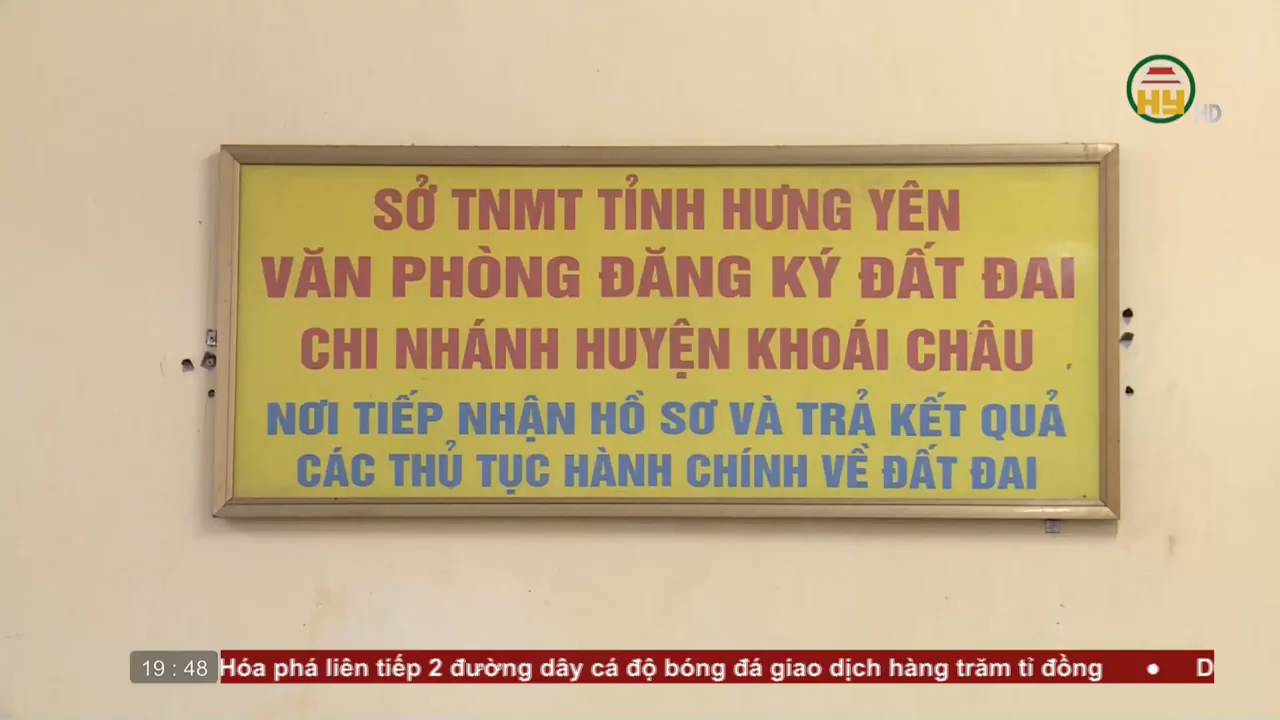 HY HD
SỞ TNMT TỈNH HƯNG YÊN
VĂN PHÒNG ĐĂNG KÝ ĐẤT ĐAI
CHI NHÁNH HUYỆN KHOÁI CHÂU
NƠI TIẾP NHẬN HỒ SƠ VÀ TRẢ KẾT QUẢ
CÁC THỦ TỤC HÀNH CHÍNH VỀ ĐẤT ĐAI
19 : 48 Hóa phá liên tiếp 2 đường dây cá độ bóng đá giao dịch hàng trăm tỉ đồng • D